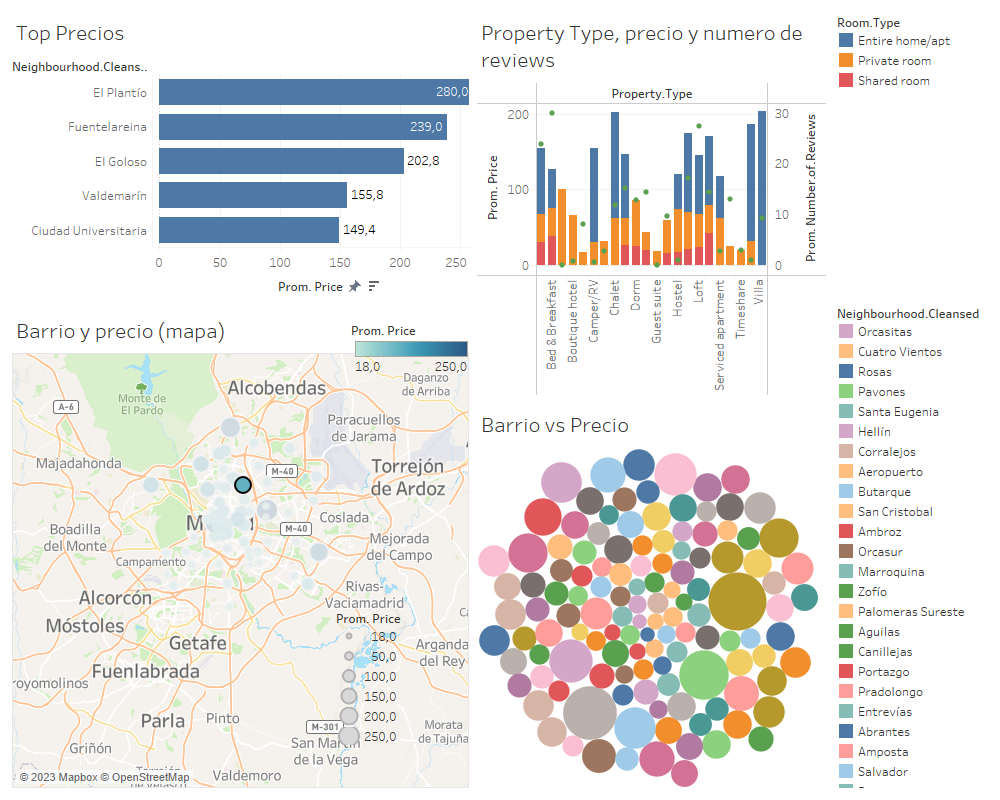 Top Precios
Neighbourhood.Cleans..
El Plantío
280,0
Fuentelareina
239,0
El Goloso
202,8
Valdemarín
155,8
Ciudad Universitaria
149,4
0
50
100
150
200
250
Prom. Price
Property Type, precio y numero de
reviews
Property.Type
Prom. Price
200
100
0
Prom. Number.of.Reviews
30
20
10
0
Bed & Breakfast
Boutique hotel
Camper/RV
Chalet
Dorm
Guest suite
Hostel
Loft
Serviced apartment
Timeshare
Villa
Room.Type
Entire home/apt
Private room
Shared room
Barrio y precio (mapa)
Prom. Price
18,0
250,0
Monte de
El Pardo
Alcobendas
Daganzo
de Arriba
A-6
Paracuellos
de Jarama
Majadahonda
M-40
Torrejón
de Ardoz
Boadilla
del Monte
M-40
Coslada
Mejorada
del Campo
Campamento
Alcorcón
Rivas-
Vaciamadrid
Móstoles
Getafe
Arganda
del Rey
Fuenlabrada
royomolinos
Prom. Price
18,0
50,0
100,0
150,0
200,0
250,0
Parla
Pinto
M-301
Morata
de Tajuña
Griñón
San Martín
de la Vega
Valdemoro
© 2023 Mapbox © OpenStreetMap
Barrio vs Precio
Neighbourhood.Cleansed
Orcasitas
Cuatro Vientos
Rosas
Pavones
Santa Eugenia
Hellín
Corralejos
Aeropuerto
Butarque
San Cristobal
Ambroz
Orcasur
Marroquina
Zofío
Palomeras Sureste
Aguilas
Canillejas
Portazgo
Pradolongo
Entrevías
Abrantes
Amposta
Salvador